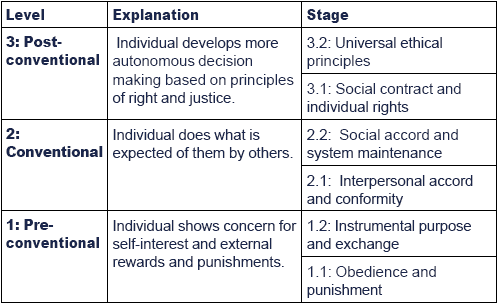 Level
Explanation
Stage
3: Post-
conventional
Individual develops more
autonomous decision
making based on principles
of right and justice.
3.2: Universal ethical
principles
3.1: Social contract and
individual rights
2:
Conventional
Individual does what is
expected of them by others.
2.2: Social accord and
system maintenance
2.1: Interpersonal accord
and conformity
1: Pre-
conventional
Individual shows concern for
self-interest and external
rewards and punishments.
1.2: Instrumental purpose
and exchange
1.1: Obedience and
punishment